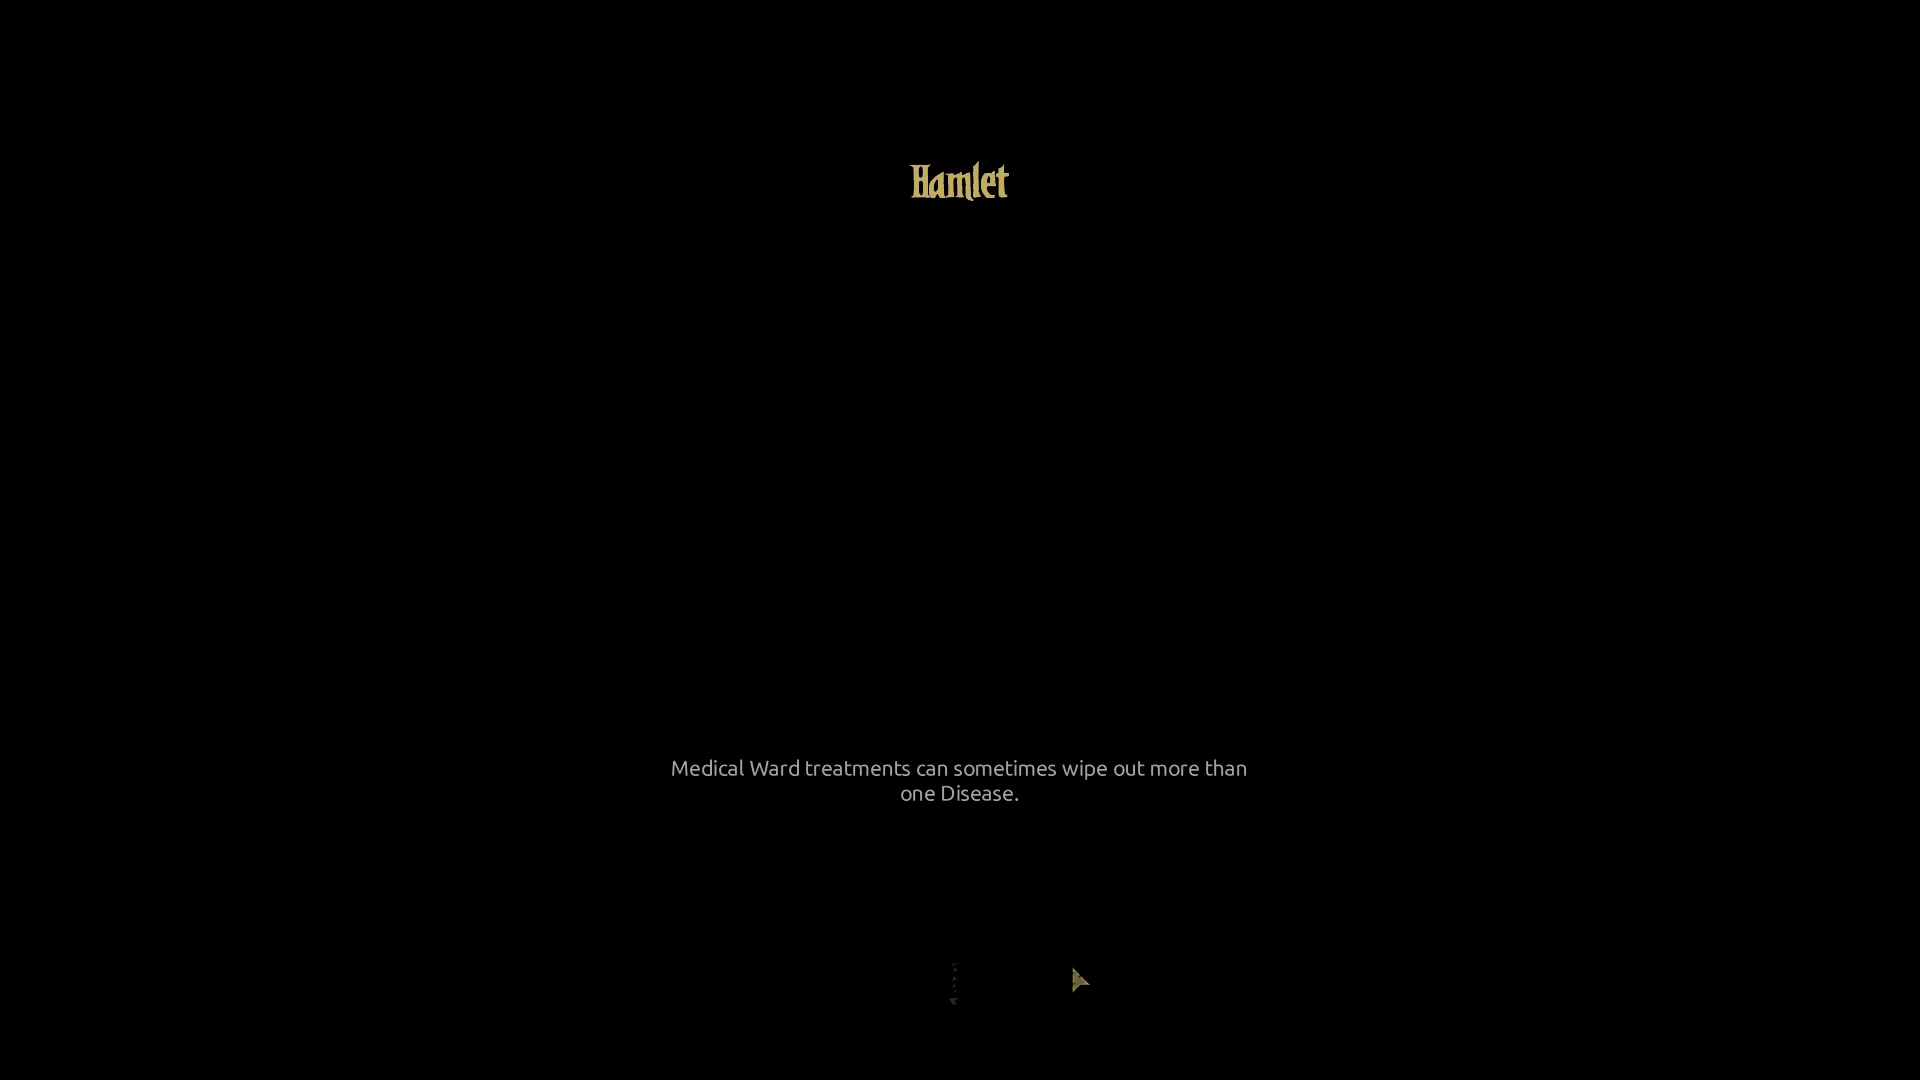 Hamlet
Medical Ward treatments can sometimes wipe out more than
one Disease.